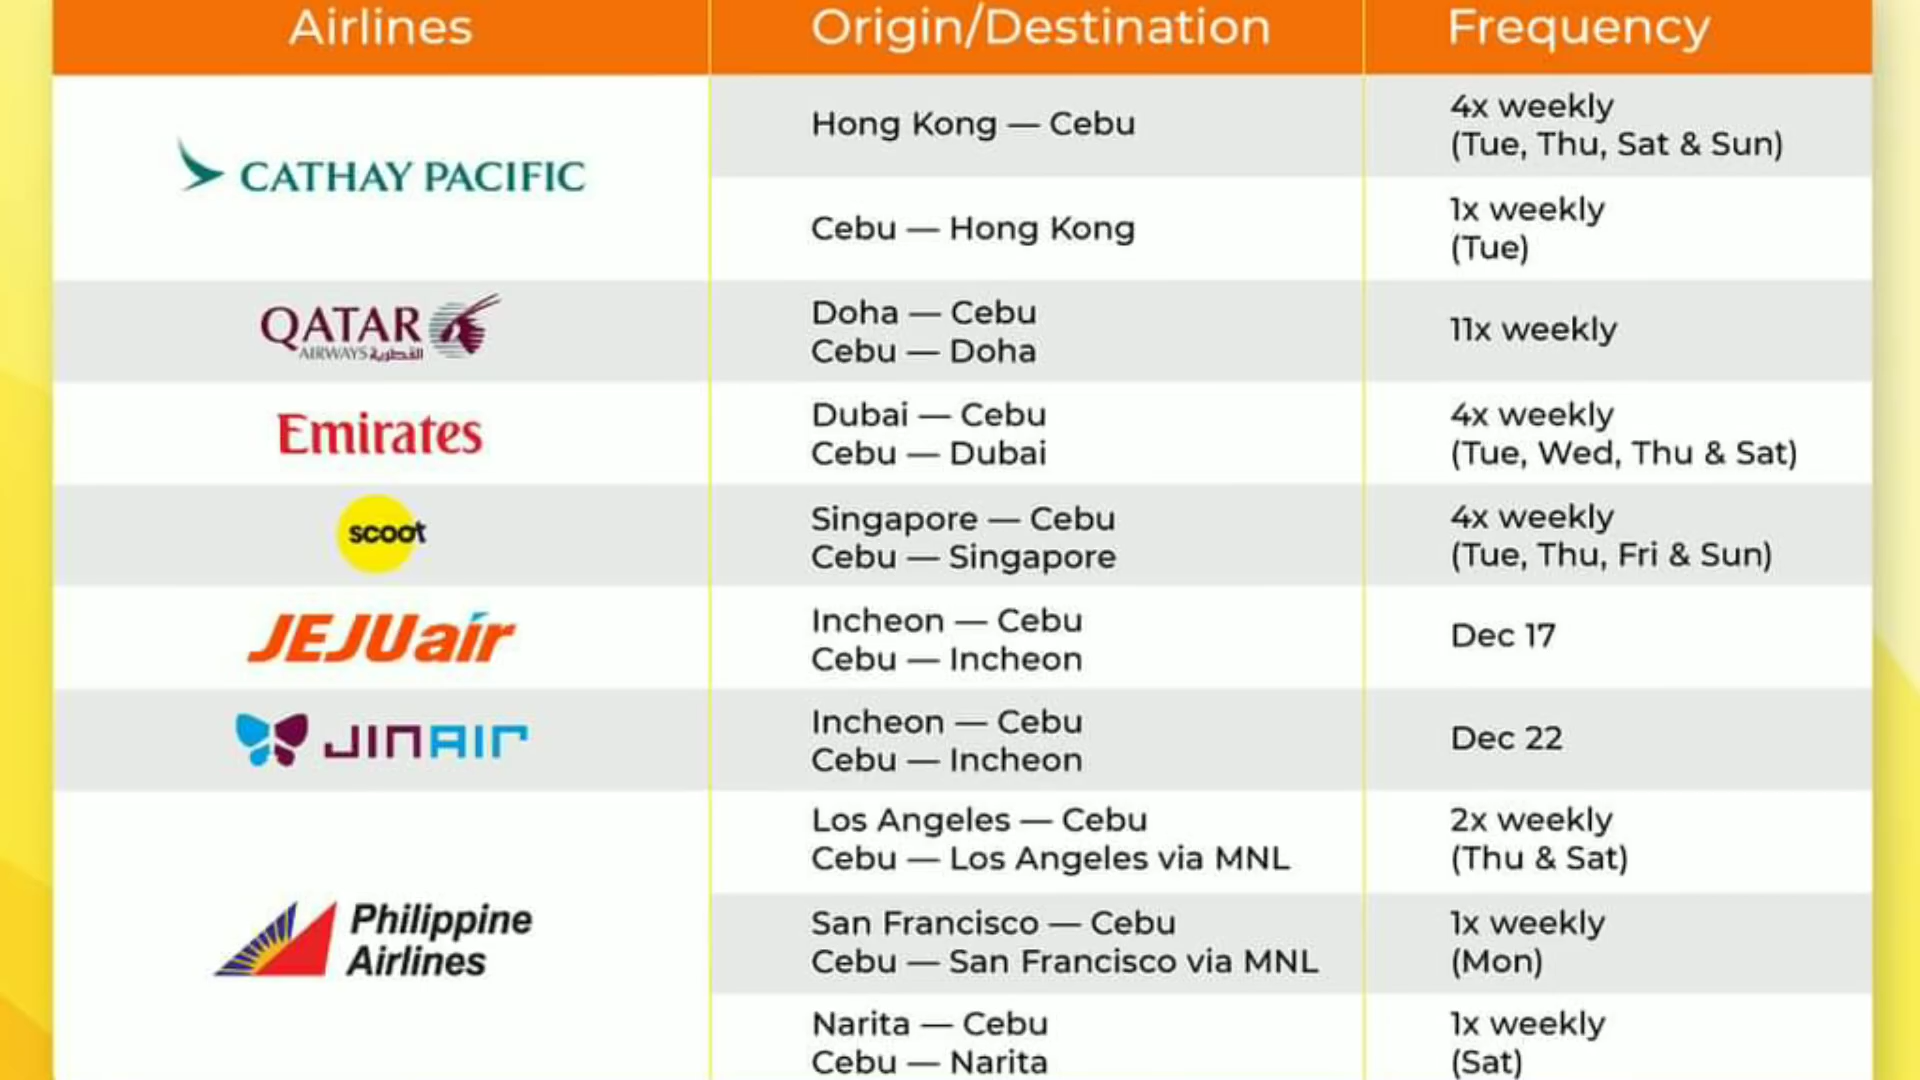 Airlines
Origin/Destination
Frequency
CATHAY PACIFIC
Hong Kong — Cebu
4x weekly
(Tue, Thu, Sat & Sun)
Cebu — Hong Kong
1x weekly
(Tue)
QATAR
AIRWAYS القطرية
Doha — Cebu
Cebu — Doha
11x weekly
Emirates
Dubai — Cebu
Cebu — Dubai
4x weekly
(Tue, Wed, Thu & Sat)
scoot
Singapore — Cebu
Cebu — Singapore
4x weekly
(Tue, Thu, Fri & Sun)
JEJUair
Incheon — Cebu
Cebu — Incheon
Dec 17
JINAIR
Incheon — Cebu
Cebu — Incheon
Dec 22
Philippine
Airlines
Los Angeles — Cebu
Cebu — Los Angeles via MNL
2x weekly
(Thu & Sat)
San Francisco — Cebu
Cebu — San Francisco via MNL
1x weekly
(Mon)
Narita — Cebu
Cebu — Narita
1x weekly
(Sat)